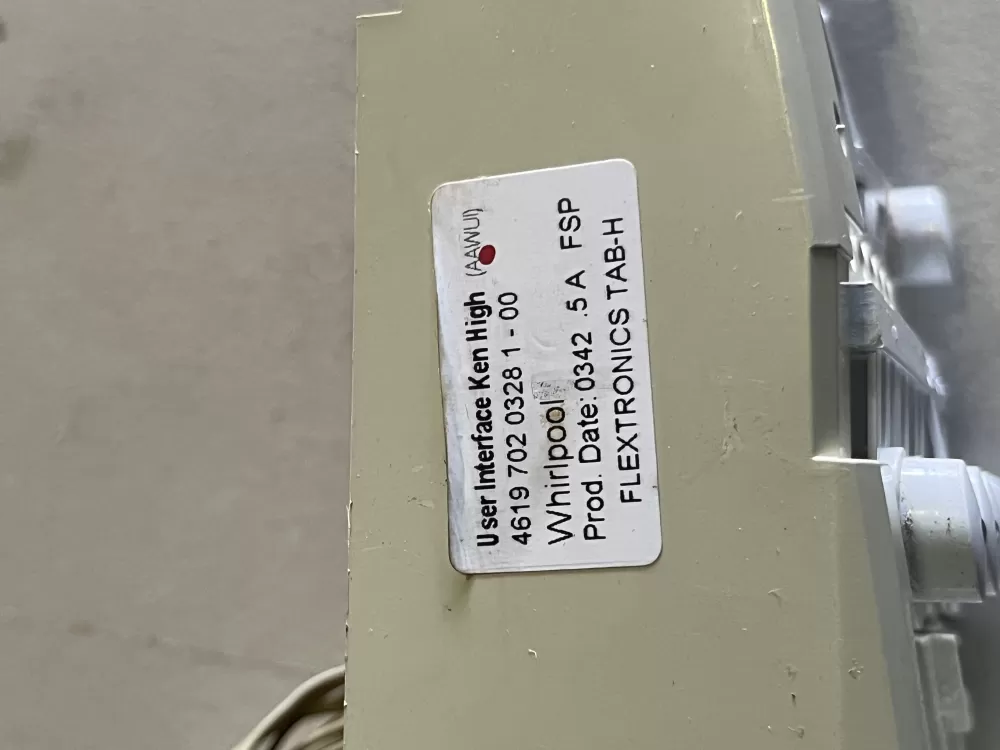 User Interface Ken High (AAWUI)
4619 702 0328 1 - 00
Whirlpool
Prod. Date: 0342 .5 A FSP
FLEXTRONICS TAB-H